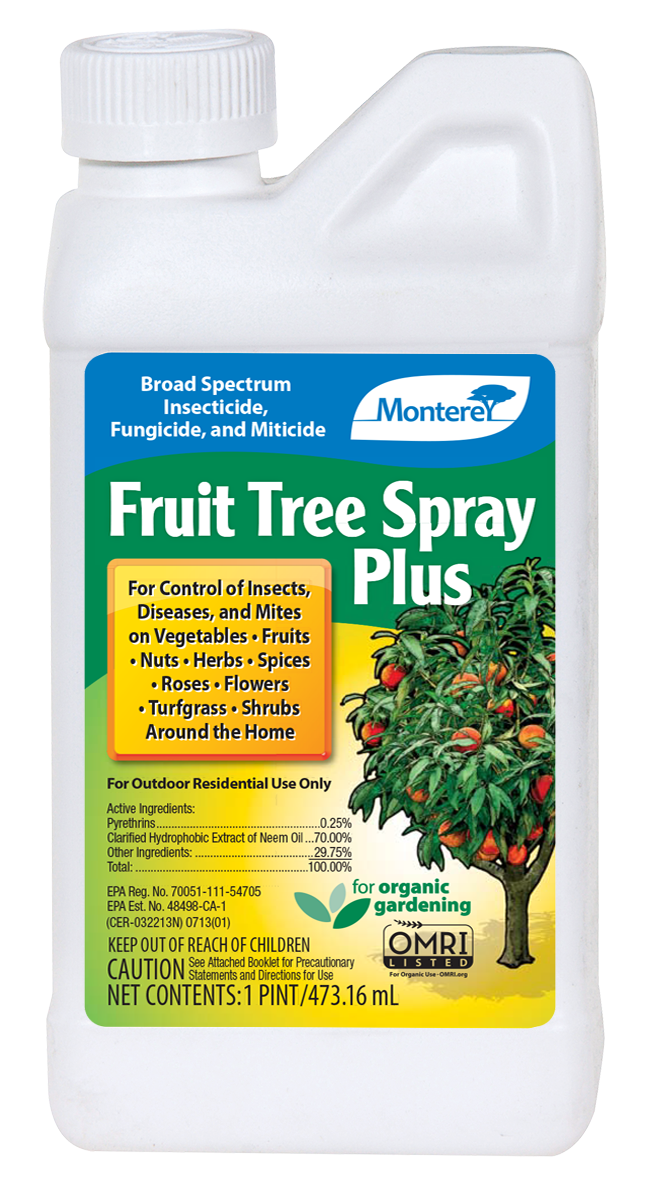 Broad Spectrum
Insecticide,
Fungicide, and Miticide
Monterey
Fruit Tree Spray
Plus
For Control of Insects,
Diseases, and Mites
on Vegetables • Fruits
• Nuts • Herbs • Spices
• Roses • Flowers
• Turfgrass • Shrubs
Around the Home
For Outdoor Residential Use Only
Active Ingredients:
Pyrethrins....................................................0.25%
Clarified Hydrophobic Extract of Neem Oil ...70.00%
Other Ingredients: ......................................29.75%
Total: ........................................................100.00%
EPA Reg. No. 70051-111-54705
EPA Est. No. 48498-CA-1
(CER-032213N) 0713(01)
for organic
gardening
KEEP OUT OF REACH OF CHILDREN
CAUTION See Attached Booklet for Precautionary
Statements and Directions for Use
NET CONTENTS:1 PINT/473.16 mL
OMRI
LISTED
For Organic Use-OMRI.org